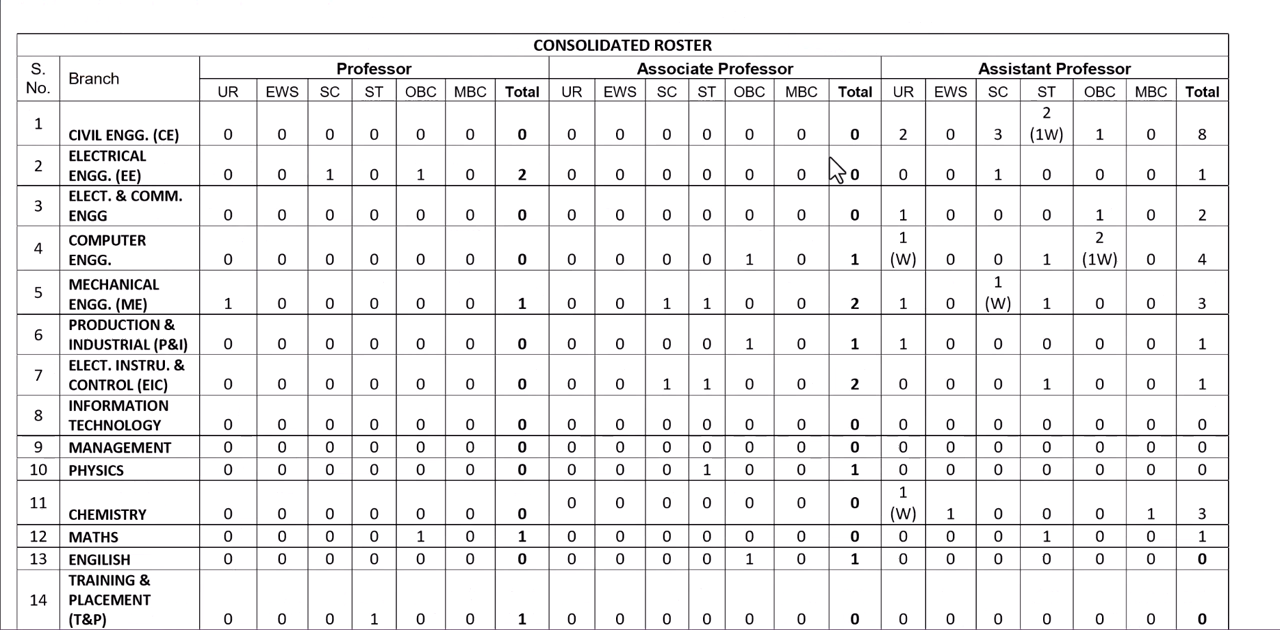 CONSOLIDATED ROSTER
S. No. Branch Professor Associate Professor Assistant Professor
UR EWS SC ST OBC MBC Total UR EWS SC ST OBC MBC Total UR EWS SC ST OBC MBC Total
1 CIVIL ENGG. (CE) 0 0 0 0 0 0 0 0 0 0 0 0 0 0 2 0 3 2 (1W) 1 0 8
2 ELECTRICAL ENGG. (EE) 0 0 1 0 1 0 2 0 0 0 0 0 0 0 0 0 1 0 0 0 1
3 ELECT. & COMM. ENGG 0 0 0 0 0 0 0 0 0 0 0 0 0 0 1 0 0 0 1 0 2
4 COMPUTER ENGG. 0 0 0 0 0 0 0 0 0 0 0 1 0 1 1 (W) 0 0 1 2 (1W) 0 4
5 MECHANICAL ENGG. (ME) 1 0 0 0 0 0 1 0 0 1 1 0 0 2 1 0 1 (W) 1 0 0 3
6 PRODUCTION & INDUSTRIAL (P&I) 0 0 0 0 0 0 0 0 0 0 0 1 0 1 1 0 0 0 0 0 1
7 ELECT. INSTRU. & CONTROL (EIC) 0 0 0 0 0 0 0 0 0 1 1 0 0 2 0 0 0 1 0 0 1
8 INFORMATION TECHNOLOGY 0 0 0 0 0 0 0 0 0 0 0 0 0 0 0 0 0 0 0 0 0
9 MANAGEMENT 0 0 0 0 0 0 0 0 0 0 0 0 0 0 0 0 0 0 0 0 0
10 PHYSICS 0 0 0 0 0 0 0 0 0 0 1 0 0 1 0 0 0 0 0 0 0
11 CHEMISTRY 0 0 0 0 0 0 0 0 0 0 0 0 0 0 1 (W) 1 0 0 0 1 3
12 MATHS 0 0 0 0 1 0 1 0 0 0 0 0 0 0 0 0 0 1 0 0 1
13 ENGILISH 0 0 0 0 0 0 0 0 0 0 0 1 0 1 0 0 0 0 0 0 0
14 TRAINING & PLACEMENT (T&P) 0 0 0 1 0 0 1 0 0 0 0 0 0 0 0 0 0 0 0 0 0